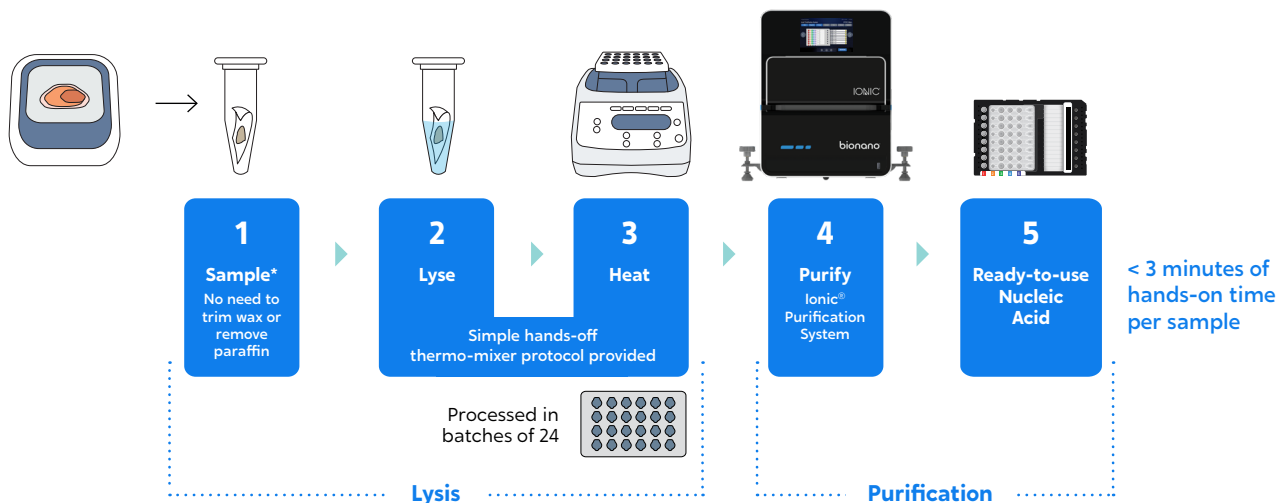 IONIC
bionano
1
Sample*
No need to
trim wax or
remove
paraffin
2
Lyse
3
Heat
Simple hands-off
thermo-mixer protocol provided
4
Purify
Ionic®
Purification
System
5
Ready-to-use
Nucleic
Acid
< 3 minutes of
hands-on time
per sample
Processed in
batches of 24
Lysis
Purification